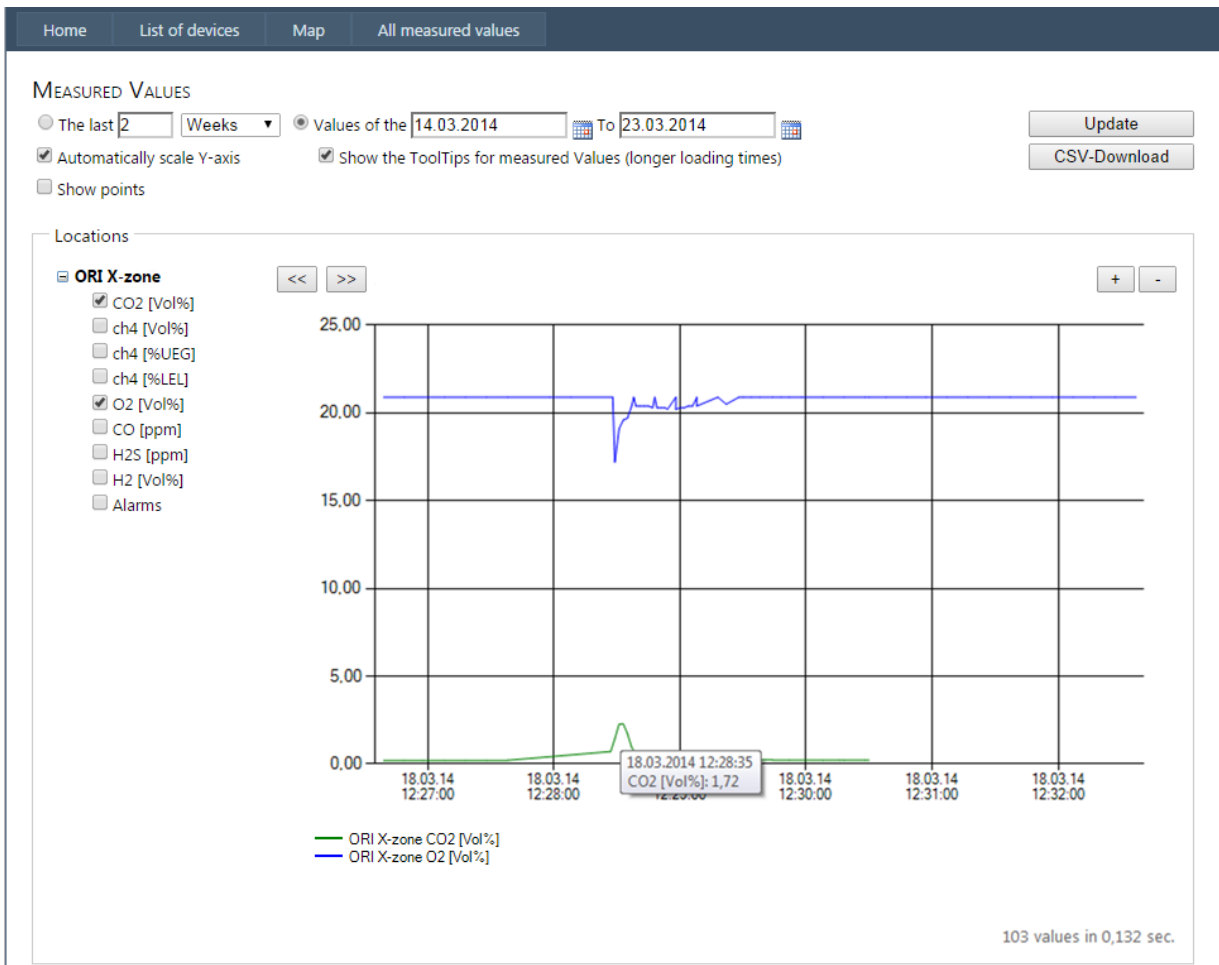 Home List of devices Map All measured values
MEASURED VALUES
The last 2 Weeks Values of the 14.03.2014 To 23.03.2014 Update
Automatically scale Y-axis Show the ToolTips for measured Values (longer loading times) CSV-Download
Show points
Locations
ORI X-zone << >> + -
CO2 [Vol%]
ch4 [Vol%]
ch4 [%UEG]
ch4 [%LEL]
O2 [Vol%]
CO [ppm]
H2S [ppm]
H2 [Vol%]
Alarms
25,00
20,00
15,00
10,00
5,00
0,00
18.03.2014 12:28:35
CO2 [Vol%]: 1,72
18.03.14 18.03.14 18.03.14 18.03.14 18.03.14
12:27:00 12:28:00 12:30:00 12:31:00 12:32:00
ORI X-zone CO2 [Vol%]
ORI X-zone O2 [Vol%]
103 values in 0,132 sec.